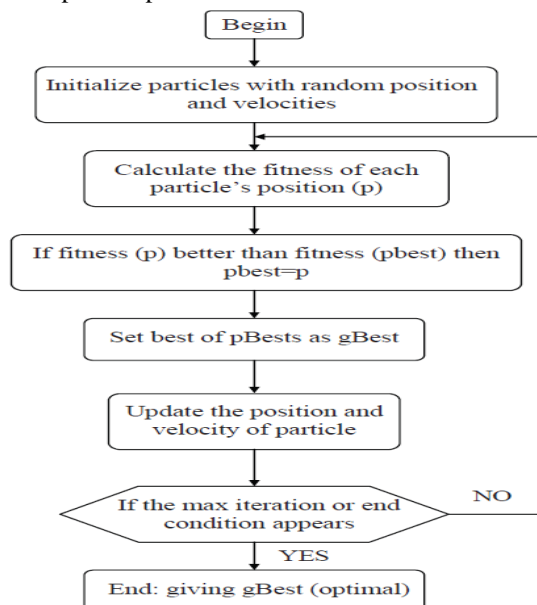 Begin
Initialize particles with random position
and velocities
Calculate the fitness of each
particle's position (p)
If fitness (p) better than fitness (pbest) then
pbest=p
Set best of pBests as gBest
Update the position and
velocity of particle
If the max iteration or end
condition appears
NO
YES
End: giving gBest (optimal)